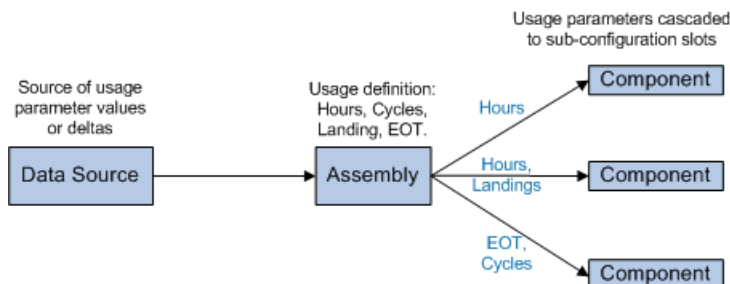 Usage parameters cascaded
to sub-configuration slots
Source of usage
parameter values
or deltas
Usage definition:
Hours, Cycles,
Landing, EOT.
Data Source
Assembly
Hours
Component
Hours,
Landings
Component
EOT,
Cycles
Component